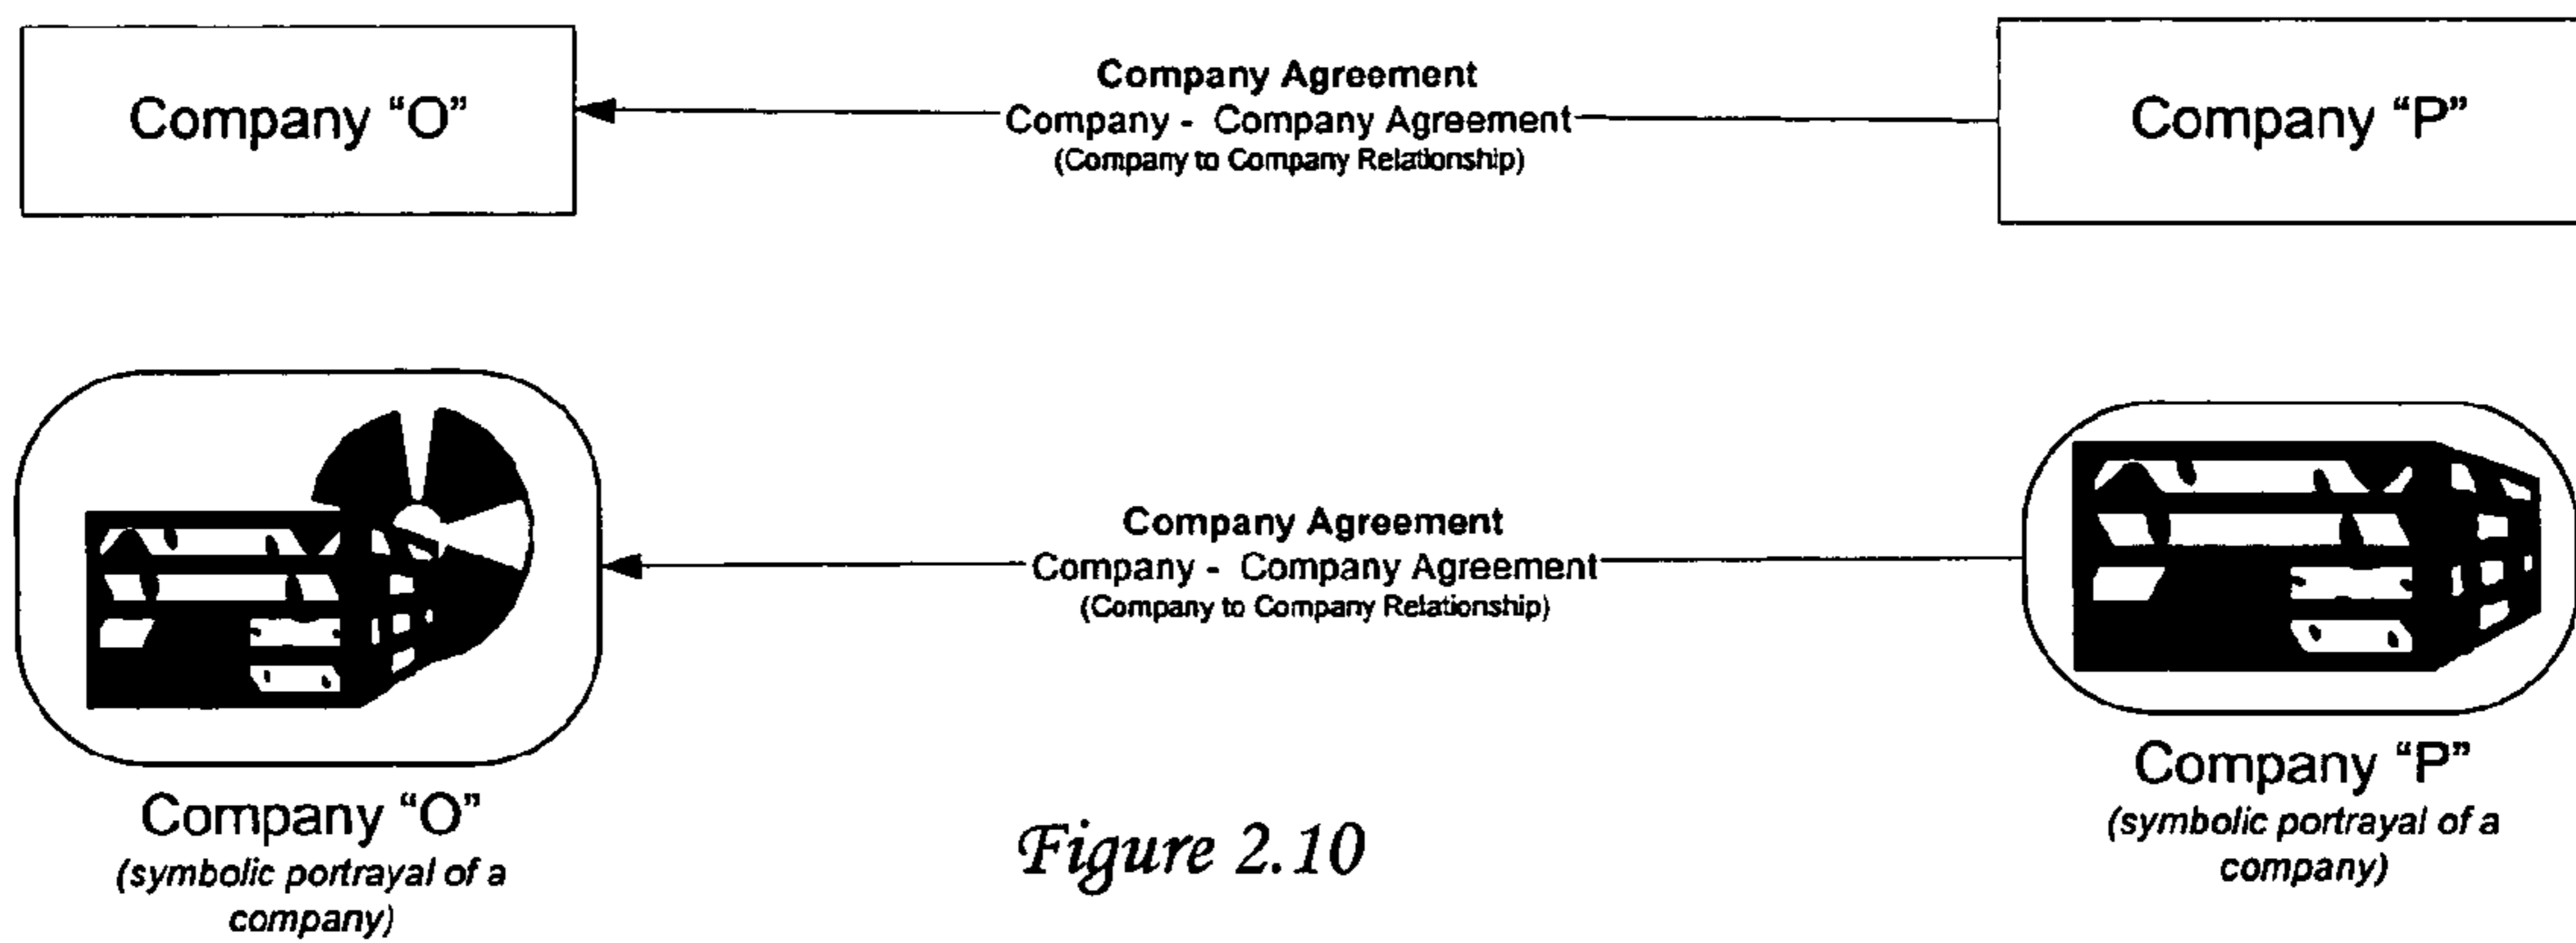 Company “O”
Company Agreement
Company - Company Agreement
(Company to Company Relationship)
Company “P”
Company Agreement
Company - Company Agreement
(Company to Company Relationship)
Company “O”
(symbolic portrayal of a
company)
Company “P”
(symbolic portrayal of a
company)
Figure 2.10